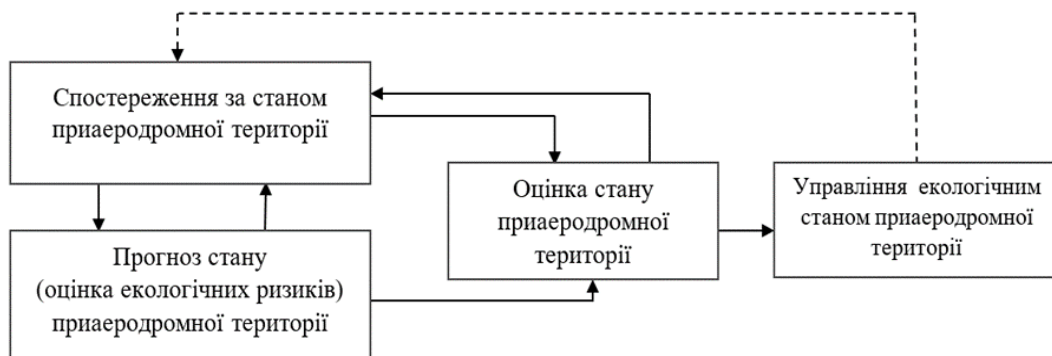 Спостереження за станом
приаеродромної території
Прогноз стану
(оцінка екологічних ризиків)
приаеродромної території
Оцінка стану
приаеродромної
території
Управління екологічним
станом приаеродромної
території